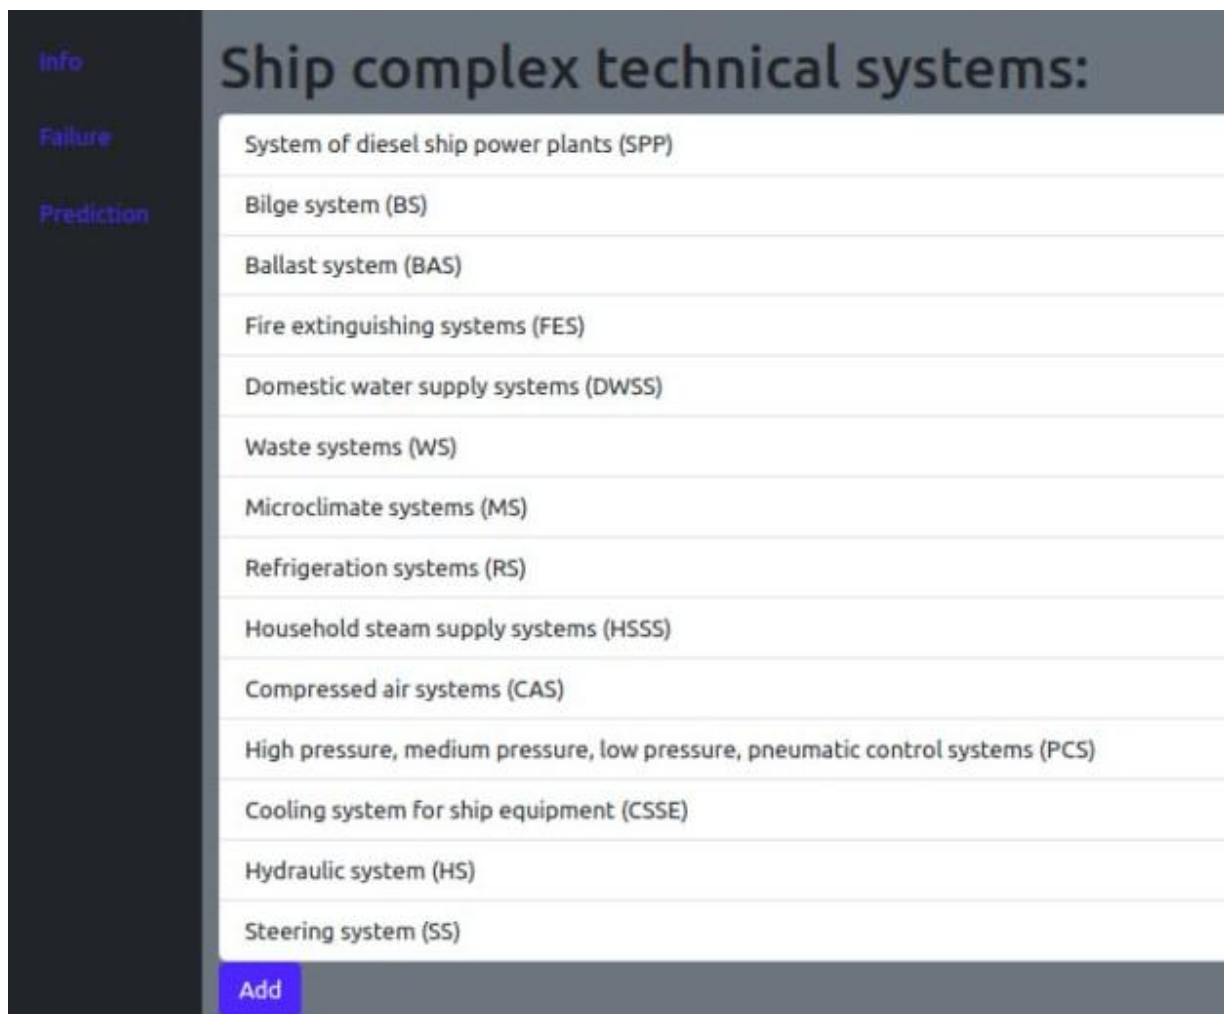 Info
Failure
Prediction
Ship complex technical systems:
System of diesel ship power plants (SPP)
Bilge system (BS)
Ballast system (BAS)
Fire extinguishing systems (FES)
Domestic water supply systems (DWSS)
Waste systems (WS)
Microclimate systems (MS)
Refrigeration systems (RS)
Household steam supply systems (HSSS)
Compressed air systems (CAS)
High pressure, medium pressure, low pressure, pneumatic control systems (PCS)
Cooling system for ship equipment (CSSE)
Hydraulic system (HS)
Steering system (SS)
Add